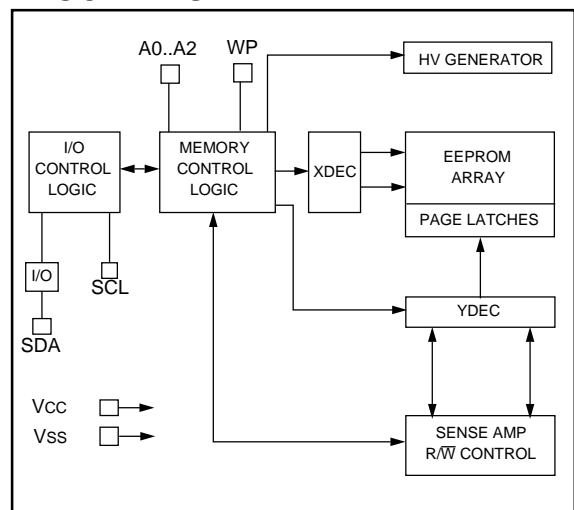 A0..A2
WP
HV GENERATOR
I/O
CONTROL
LOGIC
MEMORY
CONTROL
LOGIC
XDEC
EEPROM
ARRAY
PAGE LATCHES
I/O
SCL
SDA
YDEC
VCC
VSS
SENSE AMP
R/W̅ CONTROL